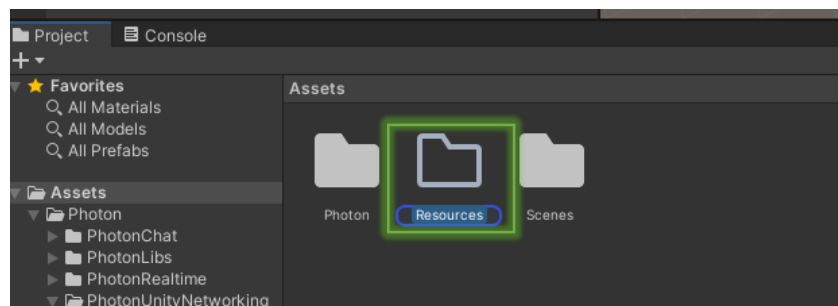 Project
Console
Favorites
All Materials
All Models
All Prefabs
Assets
Photon
PhotonChat
PhotonLibs
PhotonRealtime
PhotonUnityNetworking
Assets
Photon
Resources
Scenes